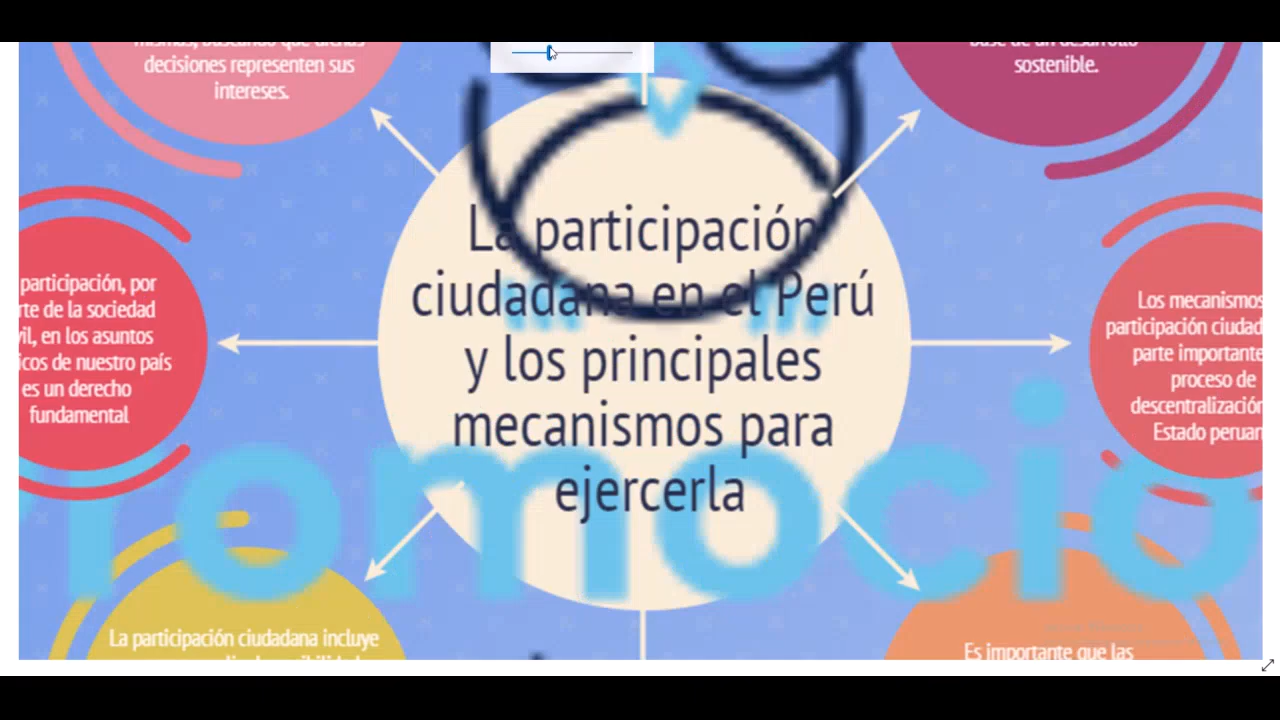 decisiones representen sus
intereses.
sostenible.
La participación
ciudadana en el Perú
y los principales
mecanismos para
ejercerla
participación, por
rte de la sociedad
vil, en los asuntos
icos de nuestro país
es un derecho
fundamental
Los mecanismos
participación ciudad
parte importante
proceso de
descentralización
Estado peruan
romocio
La participación ciudadana incluye
Es importante que las